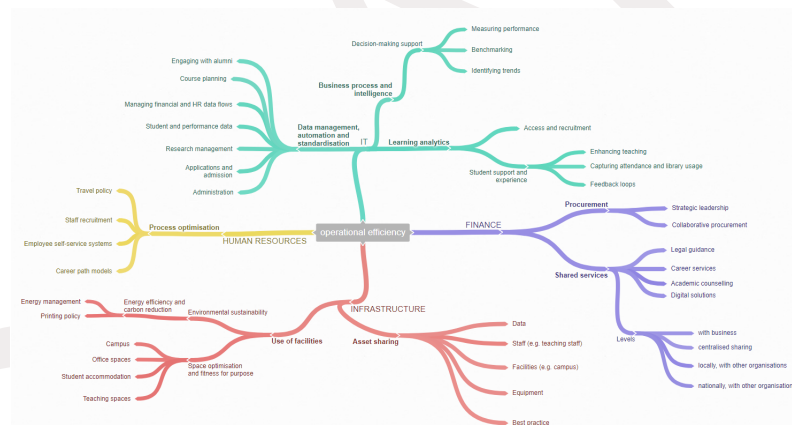 operational efficiency
IT
Business process and
intelligence
Decision-making support
Measuring performance
Benchmarking
Identifying trends
Learning analytics
Access and recruitment
Student support and
experience
Enhancing teaching
Capturing attendance and library usage
Feedback loops
Data management,
automation and
standardisation
Engaging with alumni
Course planning
Managing financial and HR data flows
Student and performance data
Research management
Applications and
admission
Administration
HUMAN RESOURCES
Process optimisation
Travel policy
Staff recruitment
Employee self-service systems
Career path models
FINANCE
Procurement
Strategic leadership
Collaborative procurement
Shared services
Legal guidance
Career services
Academic counselling
Digital solutions
Levels
with business
centralised sharing
locally, with other organisations
nationally, with other organisation
INFRASTRUCTURE
Use of facilities
Environmental sustainability
Energy efficiency and
carbon reduction
Energy management
Printing policy
Space optimisation
and fitness for purpose
Campus
Office spaces
Student accommodation
Teaching spaces
Asset sharing
Data
Staff (e.g. teaching staff)
Facilities (e.g. campus)
Equipment
Best practice